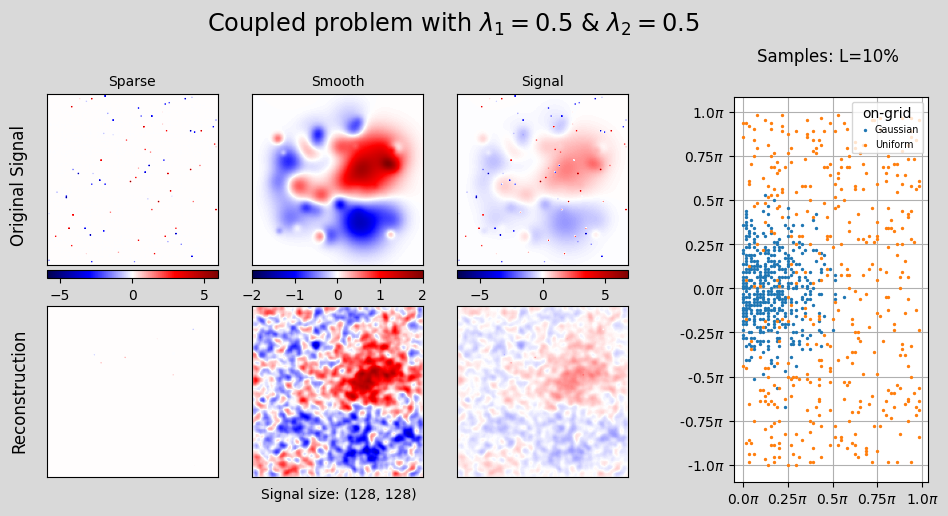 Coupled problem with λ₁ = 0.5 & λ₂ = 0.5
Samples: L=10%
Sparse
Smooth
Signal
Original Signal
−5 0 5
−2 −1 0 1 2
−5 0 5
Reconstruction
Signal size: (128, 128)
on-grid
Gaussian
Uniform
1.0π
0.75π
0.5π
0.25π
0.0π
-0.25π
-0.5π
-0.75π
-1.0π
0.0π 0.25π 0.5π 0.75π 1.0π